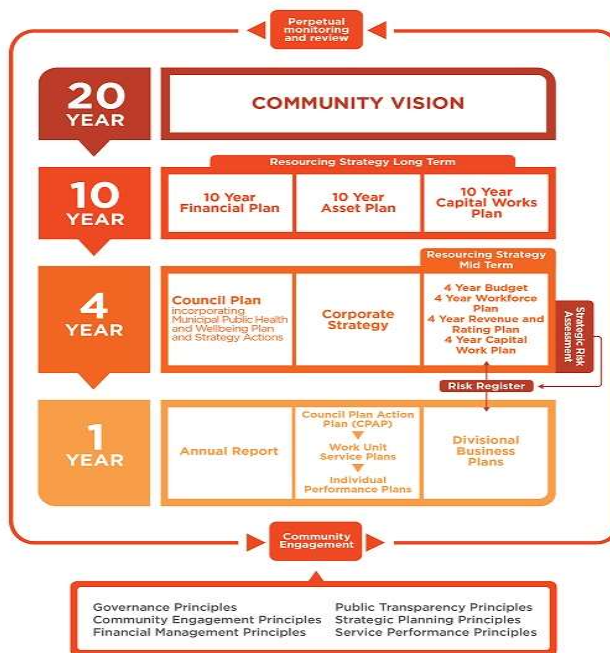 Perpetual
monitoring
and review
20
YEAR
COMMUNITY VISION
Resourcing Strategy Long Term
10
YEAR
10 Year
Financial Plan
10 Year
Asset Plan
10 Year
Capital Works
Plan
Resourcing Strategy
Mid Term
4
YEAR
Council Plan
incorporating
Municipal Public Health
and Wellbeing Plan
and Strategy Actions
Corporate
Strategy
4 Year Budget
4 Year Workforce
Plan
4 Year Revenue and
Rating Plan
4 Year Capital
Work Plan
Strategic Risk
Assessment
Risk Register
1
YEAR
Annual Report
Council Plan Action
Plan (CPAP)
Work Unit
Service Plans
Individual
Performance Plans
Divisional
Business
Plans
Community
Engagement
Governance Principles
Community Engagement Principles
Financial Management Principles
Public Transparency Principles
Strategic Planning Principles
Service Performance Principles